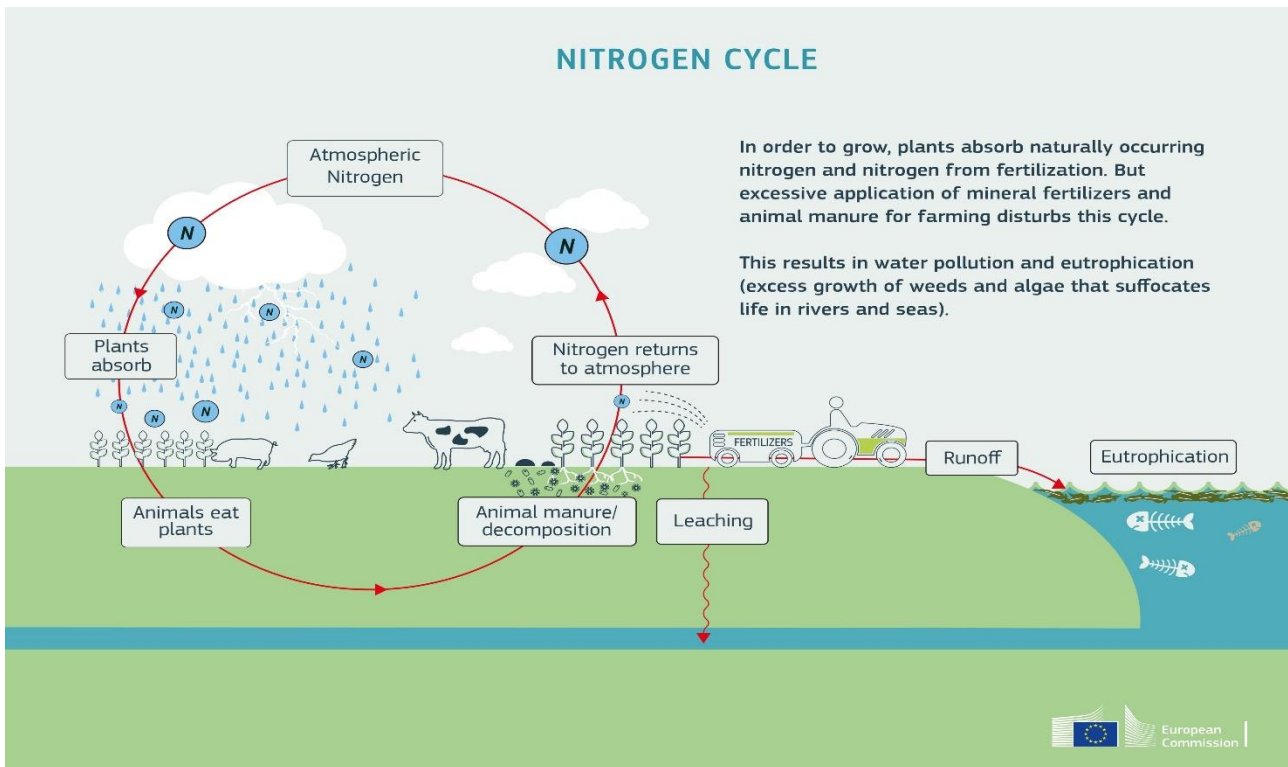 NITROGEN CYCLE
Atmospheric
Nitrogen
In order to grow, plants absorb naturally occurring
nitrogen and nitrogen from fertilization. But
excessive application of mineral fertilizers and
animal manure for farming disturbs this cycle.
This results in water pollution and eutrophication
(excess growth of weeds and algae that suffocates
life in rivers and seas).
N
N
N
N
N
Plants
absorb
Nitrogen returns
to atmosphere
N
N
N
N
FERTILIZERS
Runoff
Eutrophication
Animals eat
plants
Animal manure/
decomposition
Leaching
European
Commission